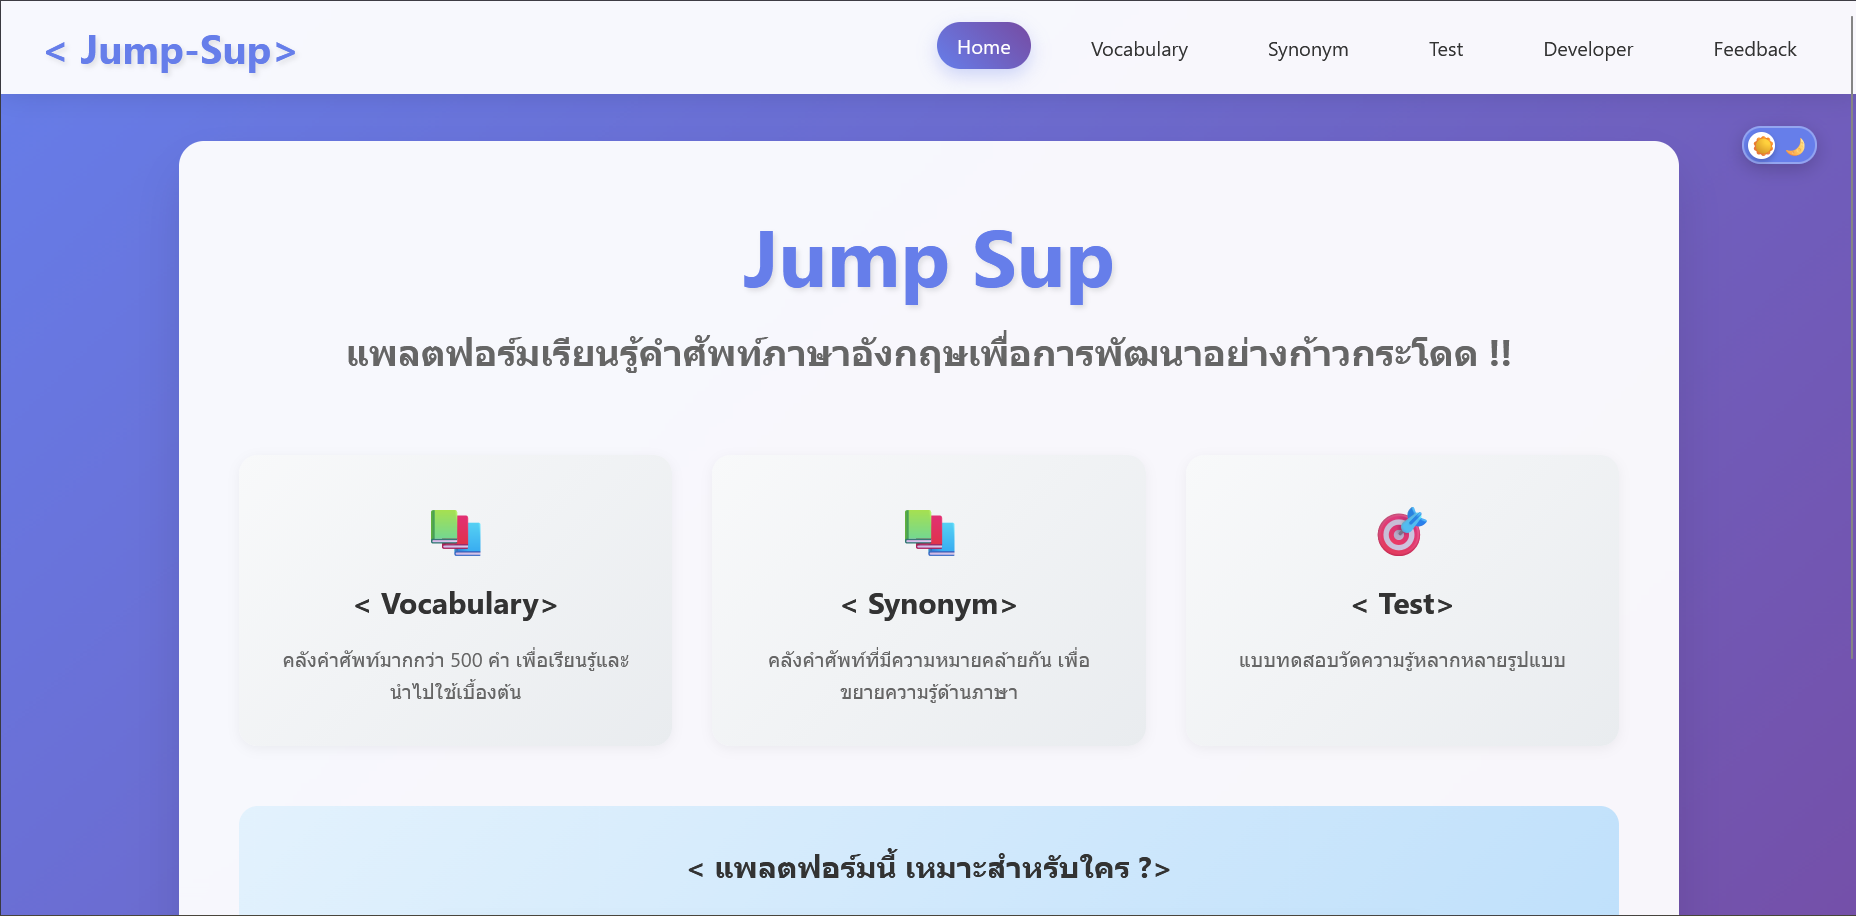 < Jump-Sup>
Home
Vocabulary
Synonym
Test
Developer
Feedback
Jump Sup
แพลตฟอร์มเรียนรู้คำศัพท์ภาษาอังกฤษเพื่อการพัฒนาอย่างก้าวกระโดด !!
< Vocabulary>
คลังคำศัพท์มากกว่า 500 คำ เพื่อเรียนรู้และ
นำไปใช้เบื้องต้น
< Synonym>
คลังคำศัพท์ที่มีความหมายคล้ายกัน เพื่อ
ขยายความรู้ด้านภาษา
< Test>
แบบทดสอบวัดความรู้หลากหลายรูปแบบ
< แพลตฟอร์มนี้ เหมาะสำหรับใคร ?>